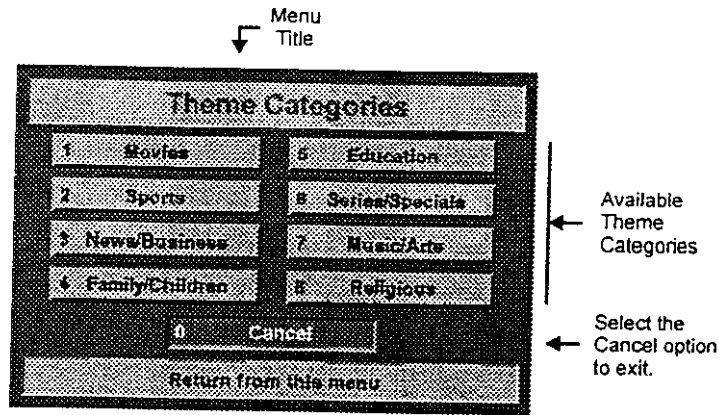 Menu
Title
Theme Categories
1 Movies
5 Education
2 Sports
6 Series/Specials
3 News/Business
7 Music/Arts
4 Family/Children
8 Religious
0 Cancel
Return from this menu
Available
Theme
Categories
Select the
Cancel option
to exit.